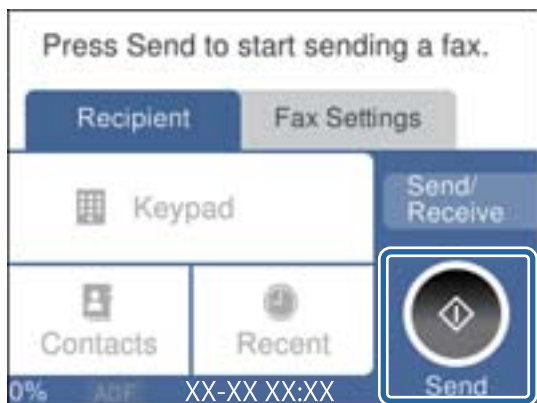 Press Send to start sending a fax.
Recipient
Fax Settings
Keypad
Send/
Receive
Contacts
Recent
0%
ADF
XX-XX XX:XX
Send